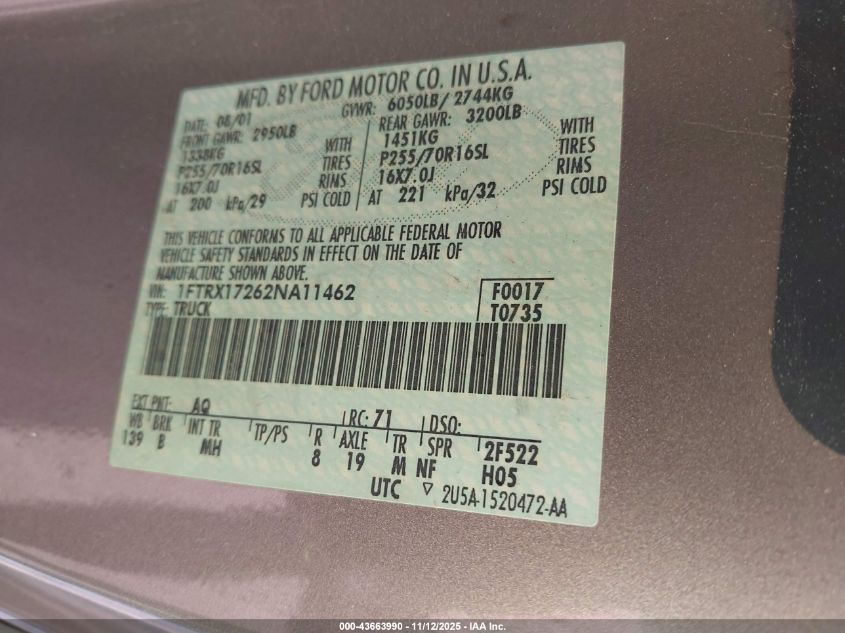 MFD. BY FORD MOTOR CO. IN U.S.A.
DATE: 08/01 GVWR: 6050LB/ 2744KG
FRONT GAWR: 2950LB REAR GAWR: 3200LB
1338KG WITH 1451KG WITH
P255/70R16SL TIRES P255/70R16SL TIRES
16X7.0J RIMS 16X7.0J RIMS
AT 200 kPa/29 PSI COLD AT 221 kPa/32 PSI COLD
THIS VEHICLE CONFORMS TO ALL APPLICABLE FEDERAL MOTOR
VEHICLE SAFETY STANDARDS IN EFFECT ON THE DATE OF
MANUFACTURE SHOWN ABOVE.
VIN: 1FTRX17262NA11462 F0017
TYPE: TRUCK T0735
EXT PNT: AQ RC: 71 DSO:
WB BRK INT TR TP/PS R AXLE TR SPR 2F522
139 B MH 8 19 M NF H05
UTC ▽ 2U5A-1520472-AA
000-43663990 - 11/12/2025 - IAA Inc.